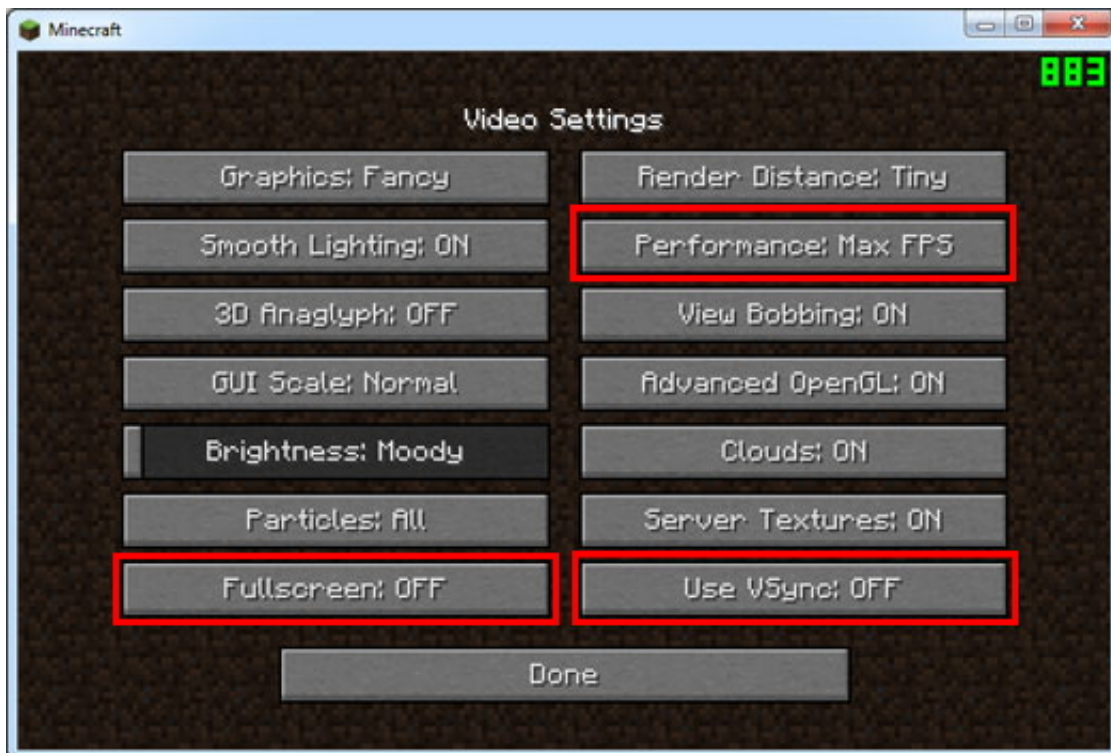 Minecraft
883
Video Settings
Graphics: Fancy
Render Distance: Tiny
Smooth Lighting: ON
Performance: Max FPS
3D Anaglyph: OFF
View Bobbing: ON
GUI Scale: Normal
Advanced OpenGL: ON
Brightness: Moody
Clouds: ON
Particles: All
Server Textures: ON
Fullscreen: OFF
Use VSync: OFF
Done